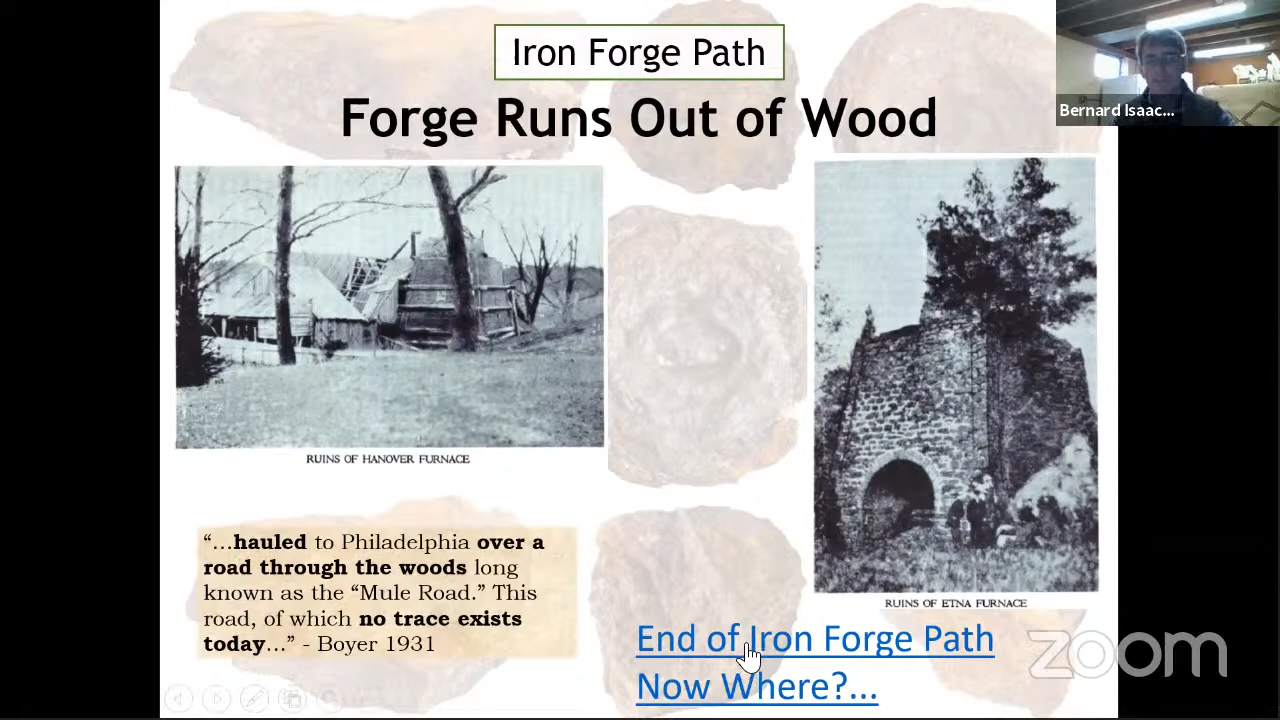 Iron Forge Path
Forge Runs Out of Wood
Bernard Isaac...
RUINS OF HANOVER FURNACE
RUINS OF ETNA FURNACE
“...hauled to Philadelphia over a
road through the woods long
known as the “Mule Road.” This
road, of which no trace exists
today...” - Boyer 1931
End of Iron Forge Path
Now Where?...
zoom